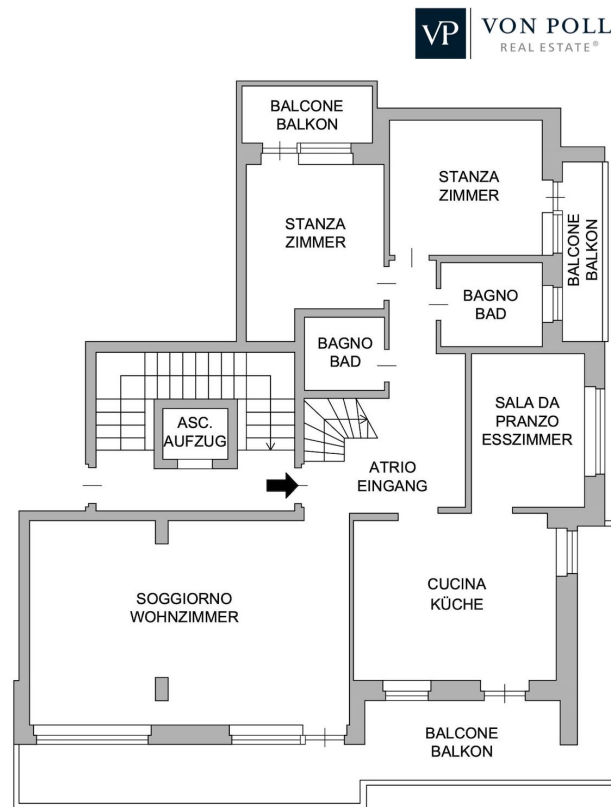 VP VON POLL
REAL ESTATE®
BALCONE
BALKON
STANZA
ZIMMER
STANZA
ZIMMER
BALCONE
BALKON
BAGNO
BAD
BAGNO
BAD
SALA DA
PRANZO
ESSZIMMER
ASC.
AUFZUG
ATRIO
EINGANG
CUCINA
KÜCHE
SOGGIORNO
WOHNZIMMER
BALCONE
BALKON